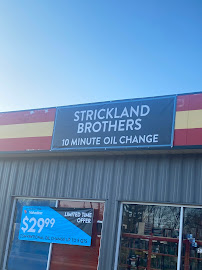 STRICKLAND
BROTHERS
10 MINUTE OIL CHANGE
LIMITED TIME
OFFER
$29.99